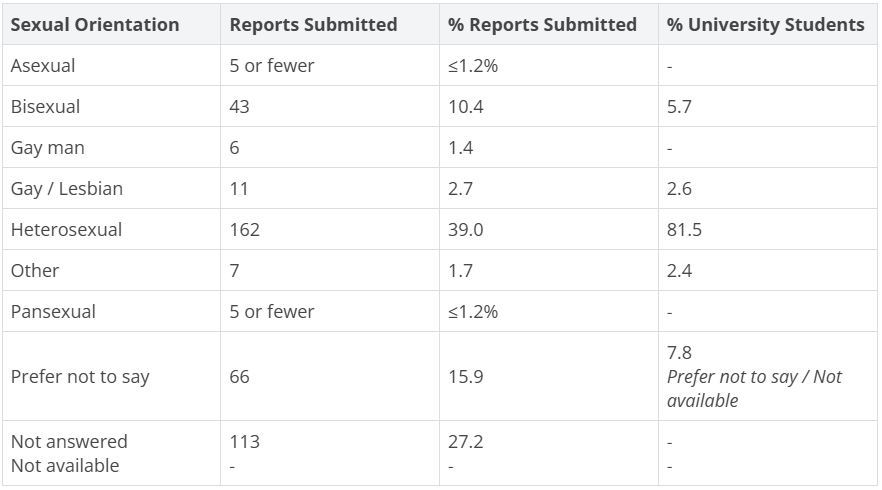 Sexual Orientation Reports Submitted % Reports Submitted % University Students
Asexual 5 or fewer ≤1.2% -
Bisexual 43 10.4 5.7
Gay man 6 1.4 -
Gay / Lesbian 11 2.7 2.6
Heterosexual 162 39.0 81.5
Other 7 1.7 2.4
Pansexual 5 or fewer ≤1.2% -
Prefer not to say 66 15.9 7.8
Prefer not to say / Not
available
Not answered 113 27.2 -
Not available - - -